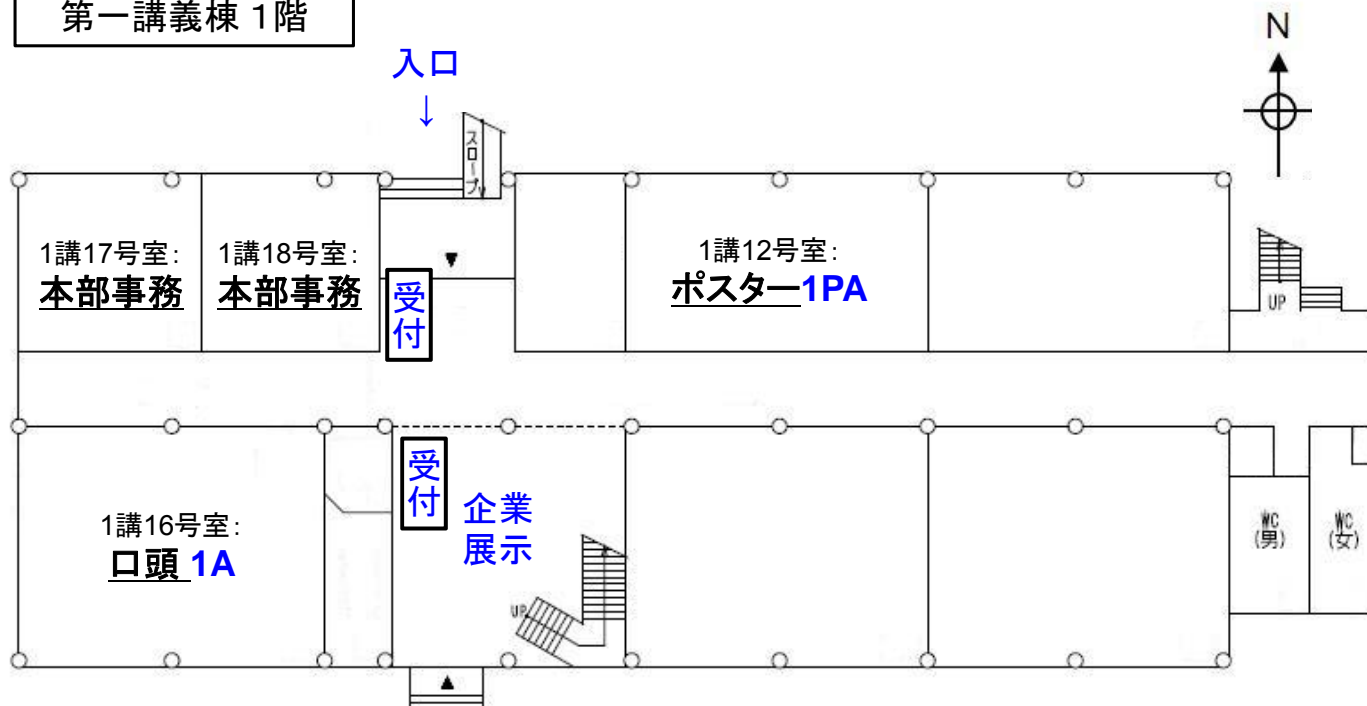 第一講義棟 1階
入口
↓
N
スロープ
1講17号室:
本部事務
1講18号室:
本部事務
受付
1講12号室:
ポスター1PA
UP
受付
企業
展示
1講16号室:
口頭 1A
UP
WC
(男)
WC
(女)